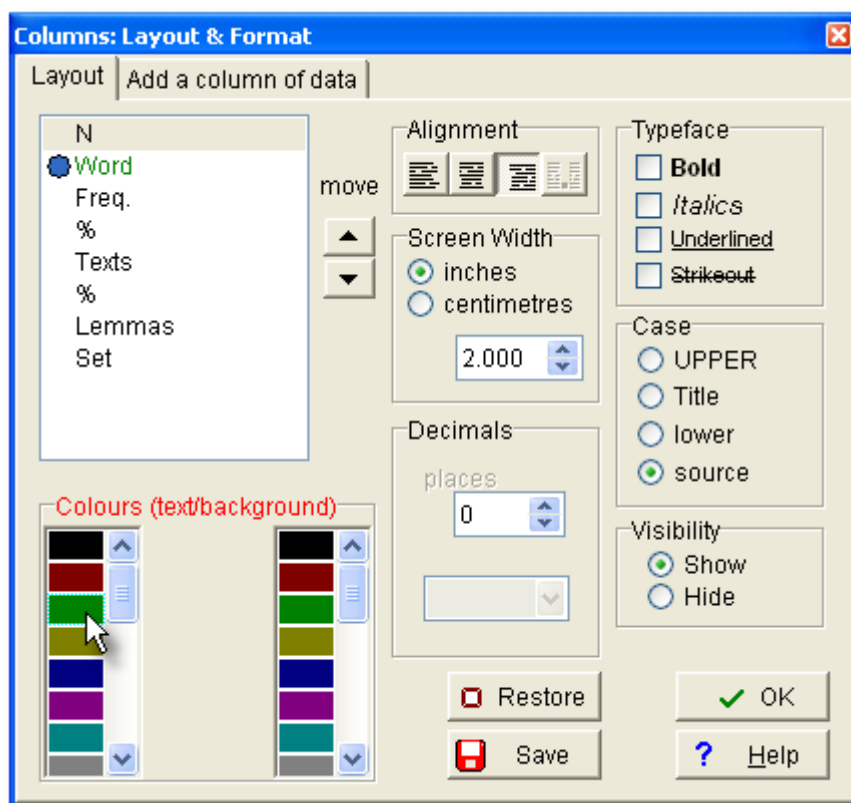 Columns: Layout & Format
Layout
Add a column of data
N
Word
Freq.
%
Texts
%
Lemmas
Set
move
Alignment
Screen Width
inches
centimetres
2.000
Decimals
places
0
Typeface
Bold
Italics
Underlined
Strikeout
Case
UPPER
Title
lower
source
Visibility
Show
Hide
Colours (text/background)
Restore
OK
Save
? Help